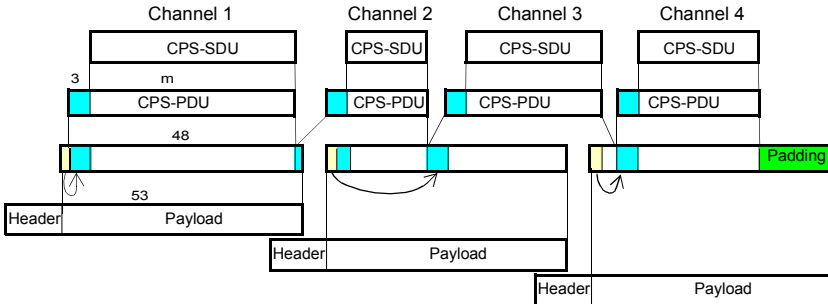 Channel 1 Channel 2 Channel 3 Channel 4
CPS-SDU CPS-SDU CPS-SDU CPS-SDU
3 m
CPS-PDU CPS-PDU CPS-PDU CPS-PDU
48
Padding
53
Header Payload
Header Payload
Header Payload